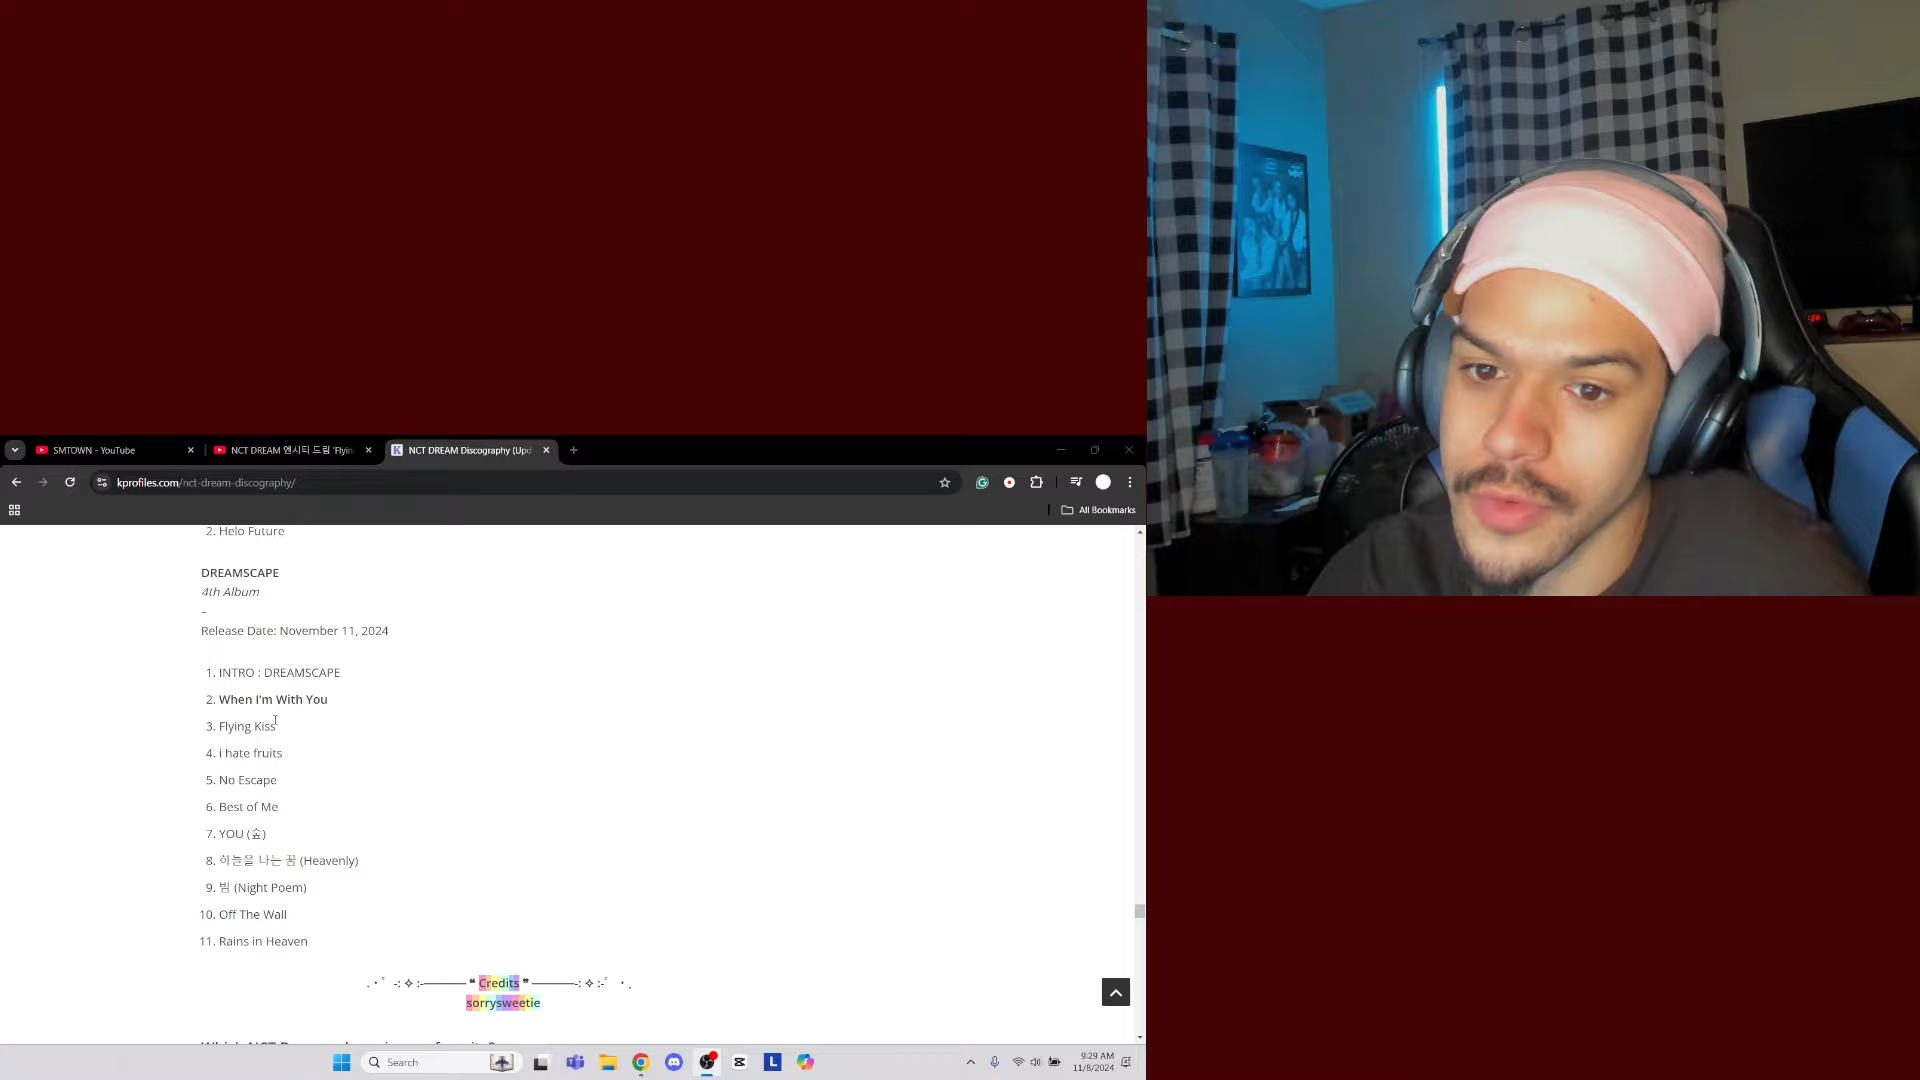 SMTOWN - YouTube
NCT DREAM 엔시티 드림 'Flyin
NCT DREAM Discography (Upd
kprofiles.com/nct-dream-discography/
All Bookmarks
2. Helo Future
DREAMSCAPE
4th Album
–
Release Date: November 11, 2024
1. INTRO : DREAMSCAPE
2. When I'm With You
3. Flying Kiss
4. i hate fruits
5. No Escape
6. Best of Me
7. YOU (숲)
8. 하늘을 나는 꿈 (Heavenly)
9. 밤 (Night Poem)
10. Off The Wall
11. Rains in Heaven
❝ Credits ❞
sorrysweetie
Search
9:29 AM
11/8/2024